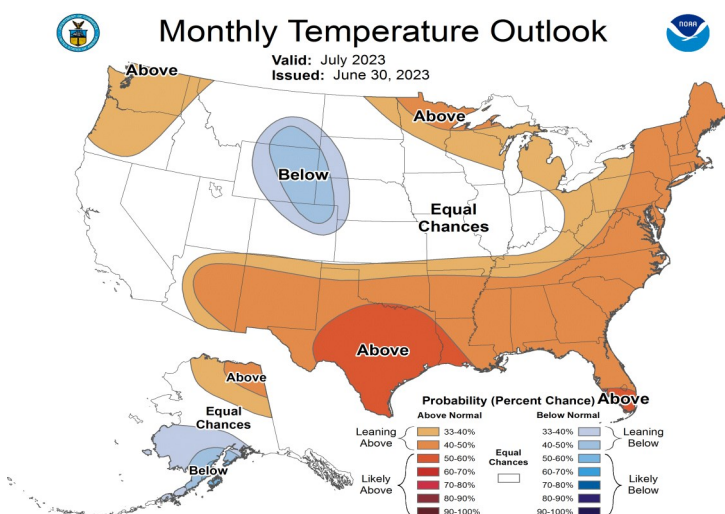 Monthly Temperature Outlook
NOAA
Valid: July 2023
Issued: June 30, 2023
Above
Above
Below
Equal
Chances
Above
Above
Equal
Chances
Below
Above
Probability (Percent Chance)
Above Normal
Below Normal
Leaning
Above
33-40%
40-50%
Likely
Above
50-60%
60-70%
70-80%
80-90%
90-100%
Equal
Chances
33-40%
40-50%
Leaning
Below
50-60%
60-70%
70-80%
80-90%
90-100%
Likely
Below